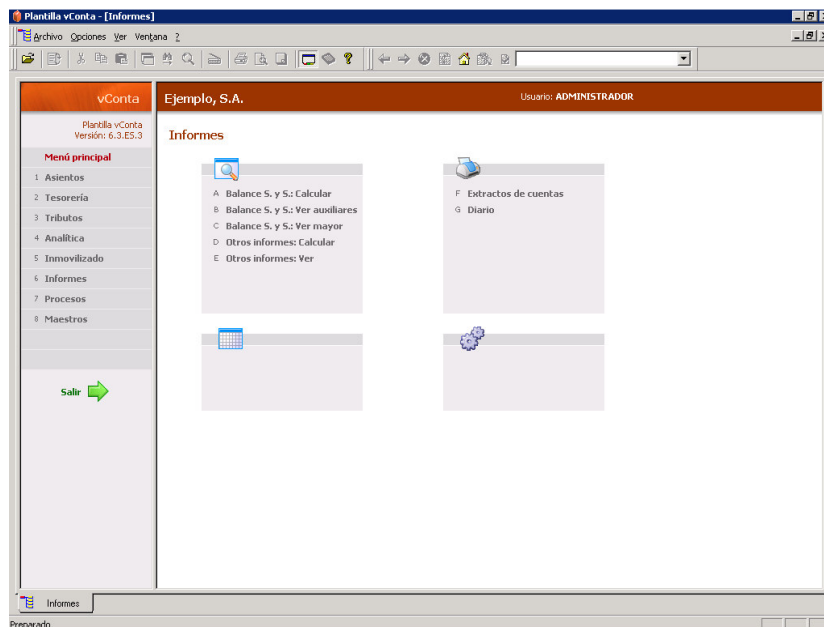 Plantilla vConta - [Informes]
Archivo Opciones Ver Ventana ?
vConta
Ejemplo, S.A.
Usuario: ADMINISTRADOR
Plantilla vConta
Versión: 6.3.E5.3
Menú principal
1 Asientos
2 Tesorería
3 Tributos
4 Analítica
5 Inmovilizado
6 Informes
7 Procesos
8 Maestros
Salir
Informes
A Balance S. y S.: Calcular
B Balance S. y S.: Ver auxiliares
C Balance S. y S.: Ver mayor
D Otros informes: Calcular
E Otros informes: Ver
F Extractos de cuentas
G Diario
Informes
Preparado